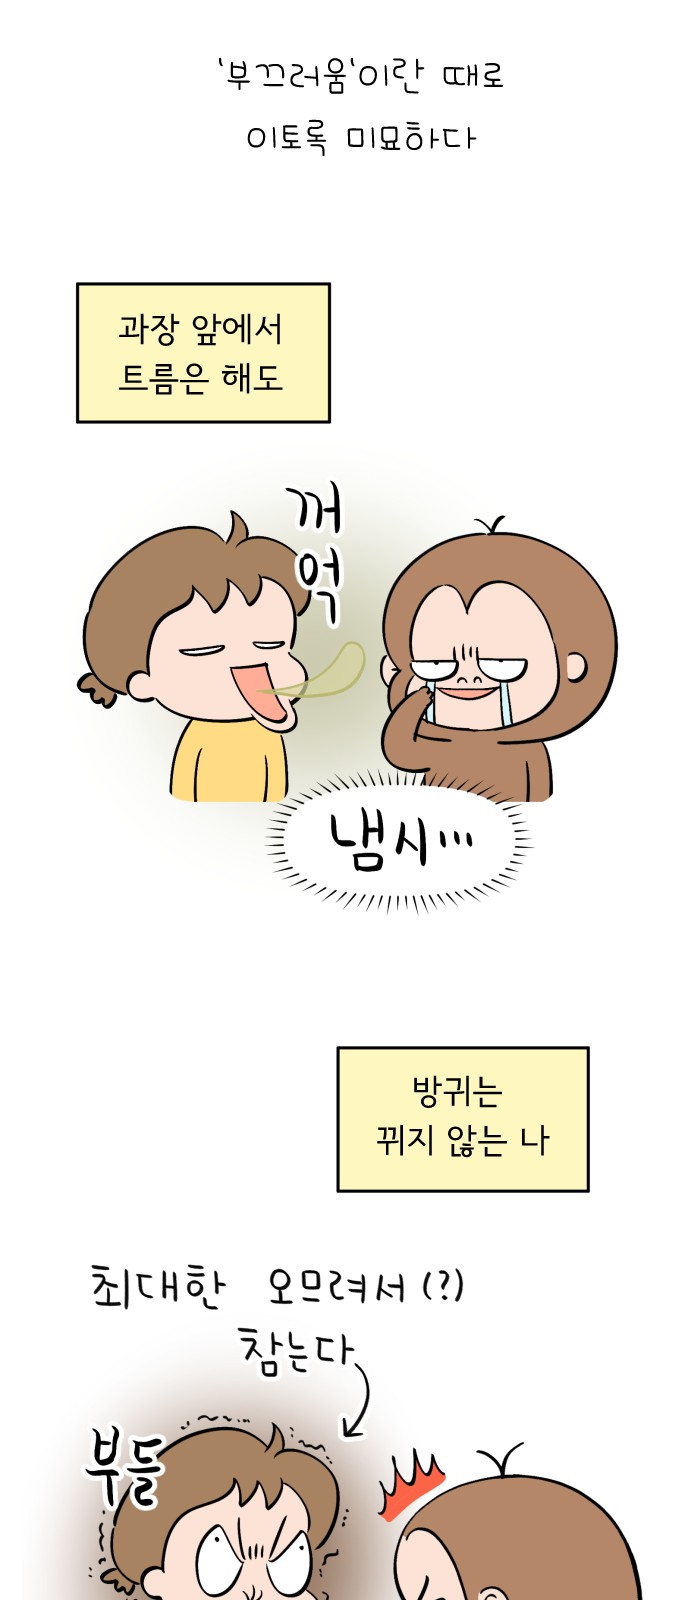 '부끄러움'이란 때로
이토록 미묘하다
과장 앞에서
트름은 해도
꺼
억
냄시...
방귀는
뀌지 않는 나
최대한 오므려서(?)
참는다
부들